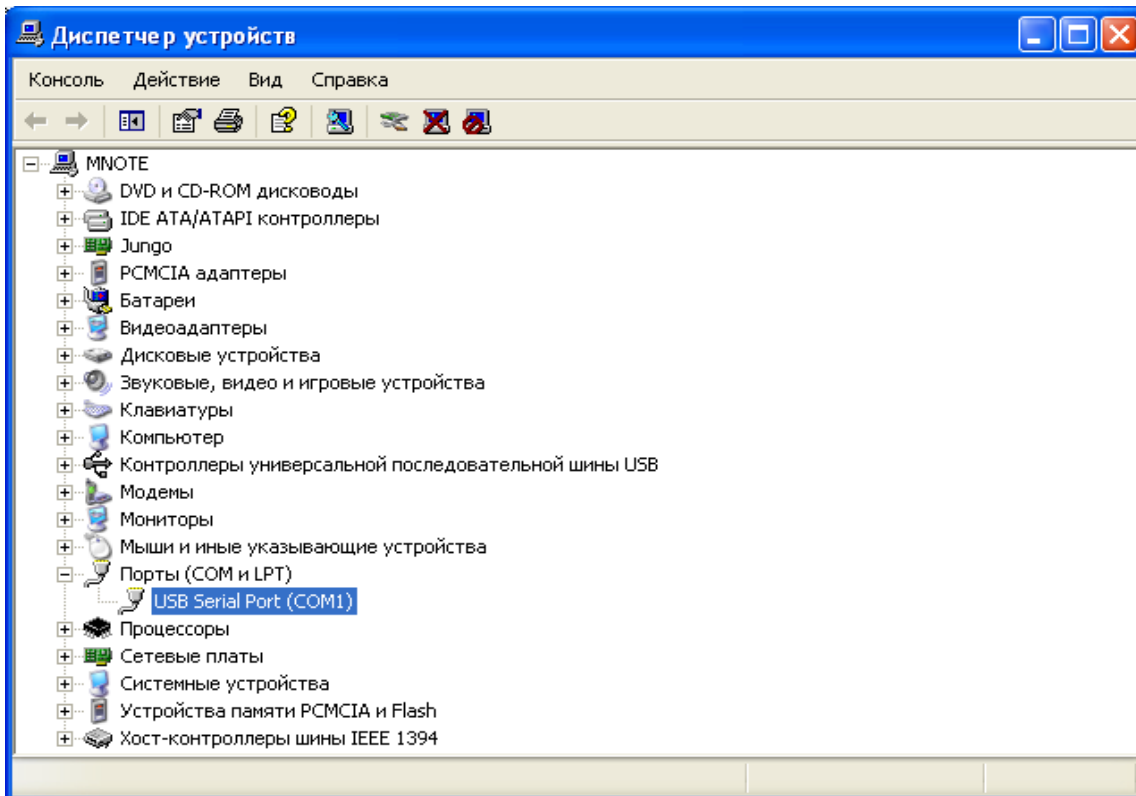 Диспетчер устройств
Консоль Действие Вид Справка
MNOTE
DVD и CD-ROM дисководы
IDE ATA/ATAPI контроллеры
Jungo
PCMCIA адаптеры
Батареи
Видеоадаптеры
Дисковые устройства
Звуковые, видео и игровые устройства
Клавиатуры
Компьютер
Контроллеры универсальной последовательной шины USB
Модемы
Мониторы
Мыши и иные указывающие устройства
Порты (COM и LPT)
USB Serial Port (COM1)
Процессоры
Сетевые платы
Системные устройства
Устройства памяти PCMCIA и Flash
Хост-контроллеры шины IEEE 1394